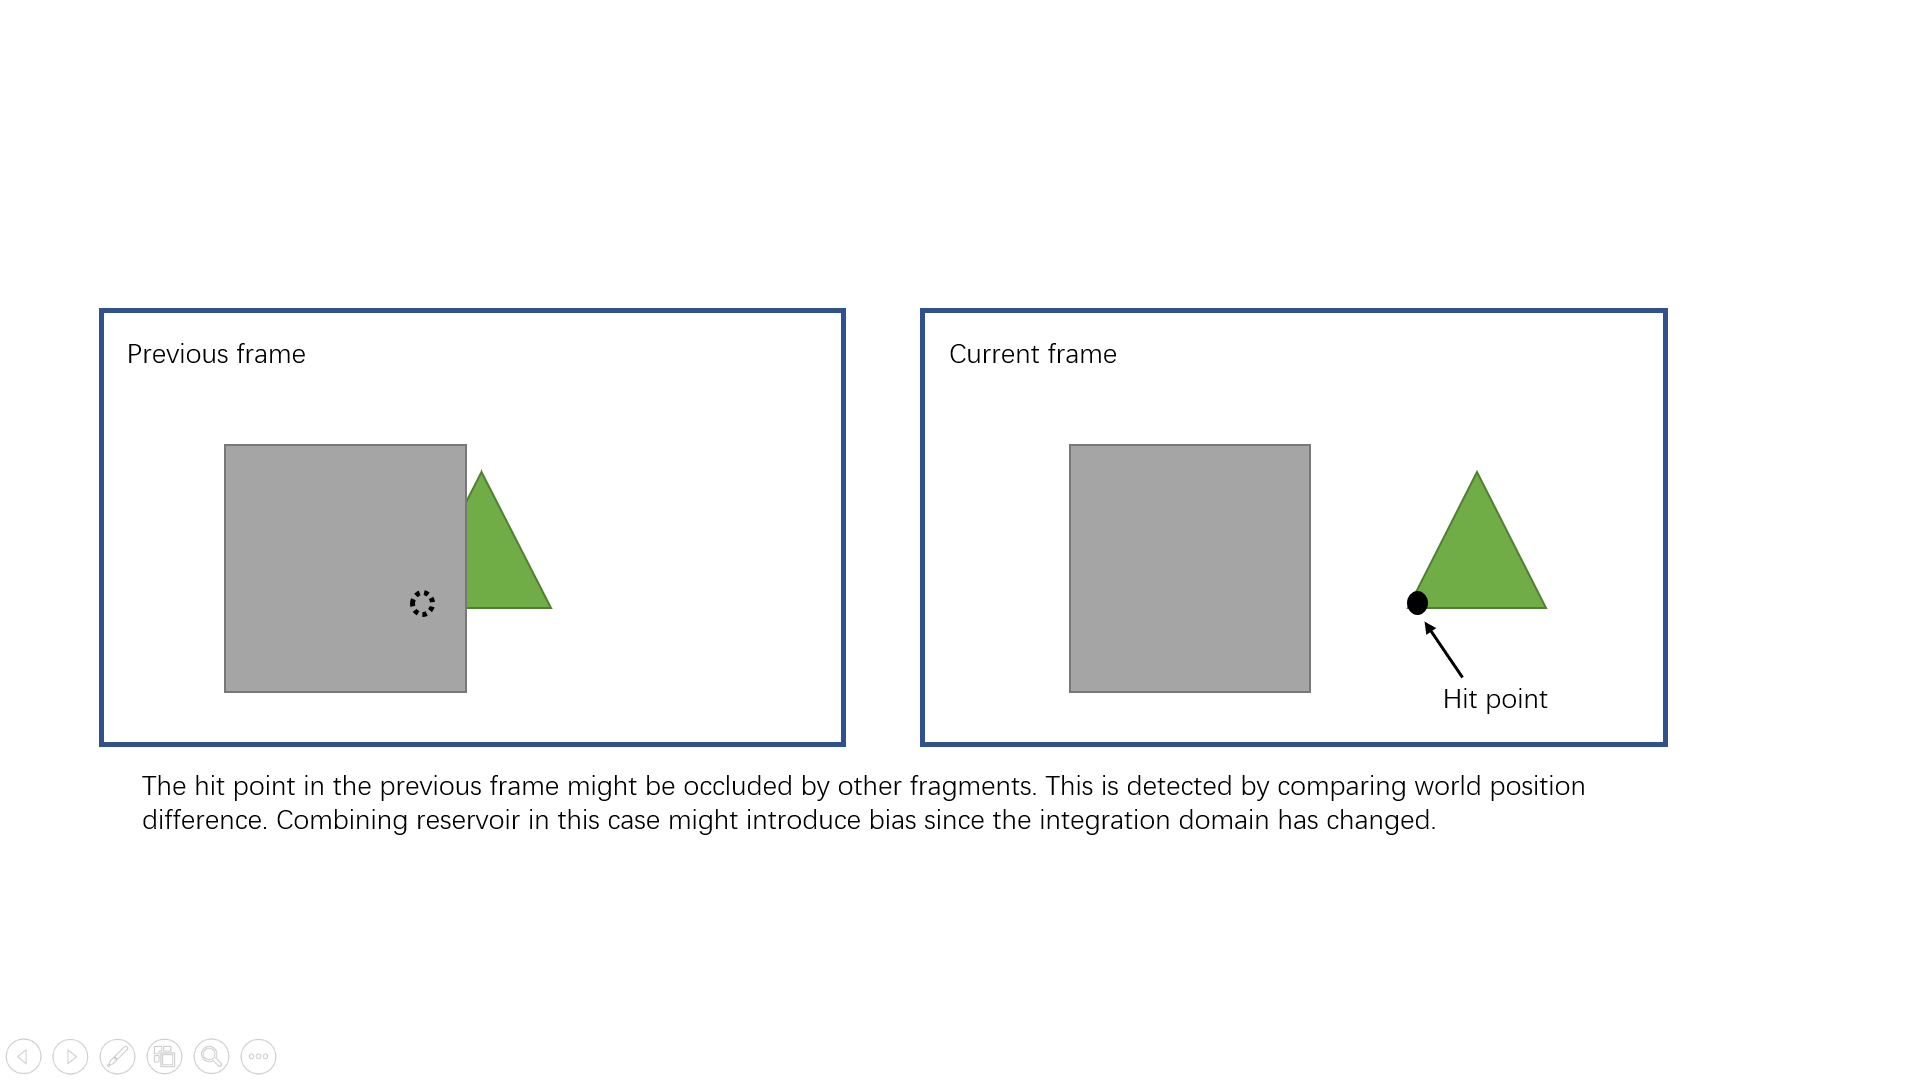 Previous frame
Current frame
Hit point
The hit point in the previous frame might be occluded by other fragments. This is detected by comparing world position
difference. Combining reservoir in this case might introduce bias since the integration domain has changed.